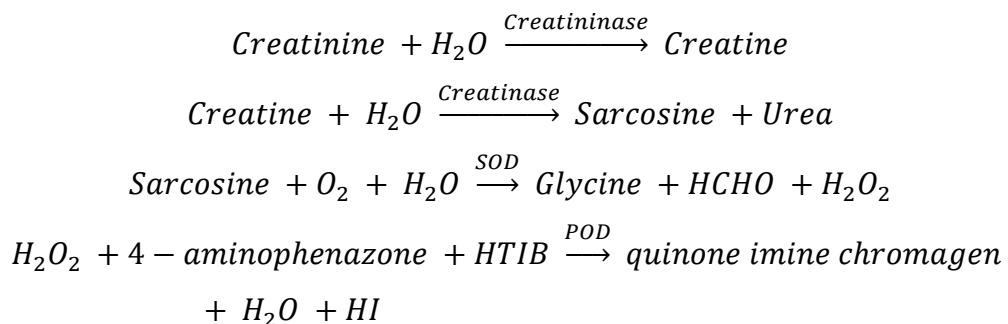 Creatinine + H₂O —Creatininase→ Creatine
Creatine + H₂O —Creatinase→ Sarcosine + Urea
Sarcosine + O₂ + H₂O —SOD→ Glycine + HCHO + H₂O₂
H₂O₂ + 4 − aminophenazone + HTIB —POD→ quinone imine chromagen
+ H₂O + HI